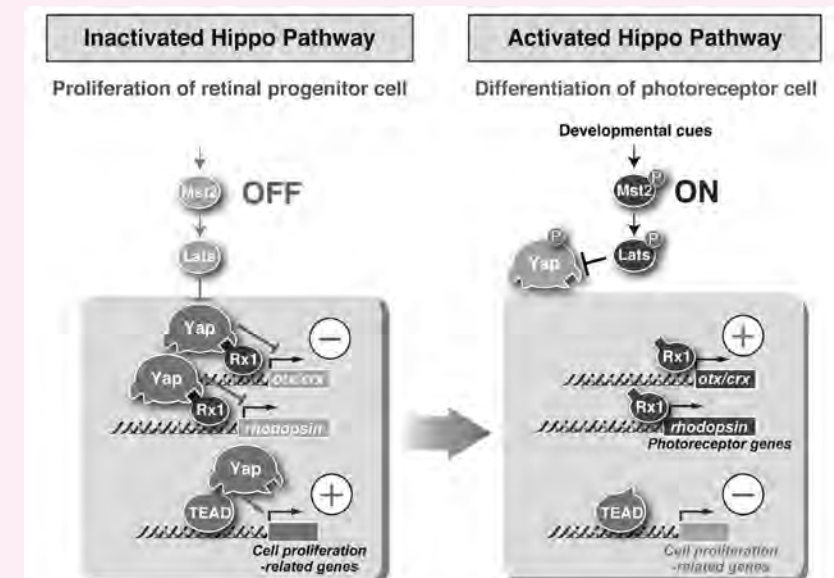 Inactivated Hippo Pathway
Proliferation of retinal progenitor cell
Mst2
OFF
Lats
Yap
Rx1
otx/crx
−
Yap
Rx1
rhodopsin
Yap
TEAD
+
Cell proliferation
-related genes
Activated Hippo Pathway
Differentiation of photoreceptor cell
Developmental cues
Mst2
P
ON
Lats
P
Yap
P
Rx1
otx/crx
+
Rx1
rhodopsin
Photoreceptor genes
TEAD
−
Cell proliferation
-related genes